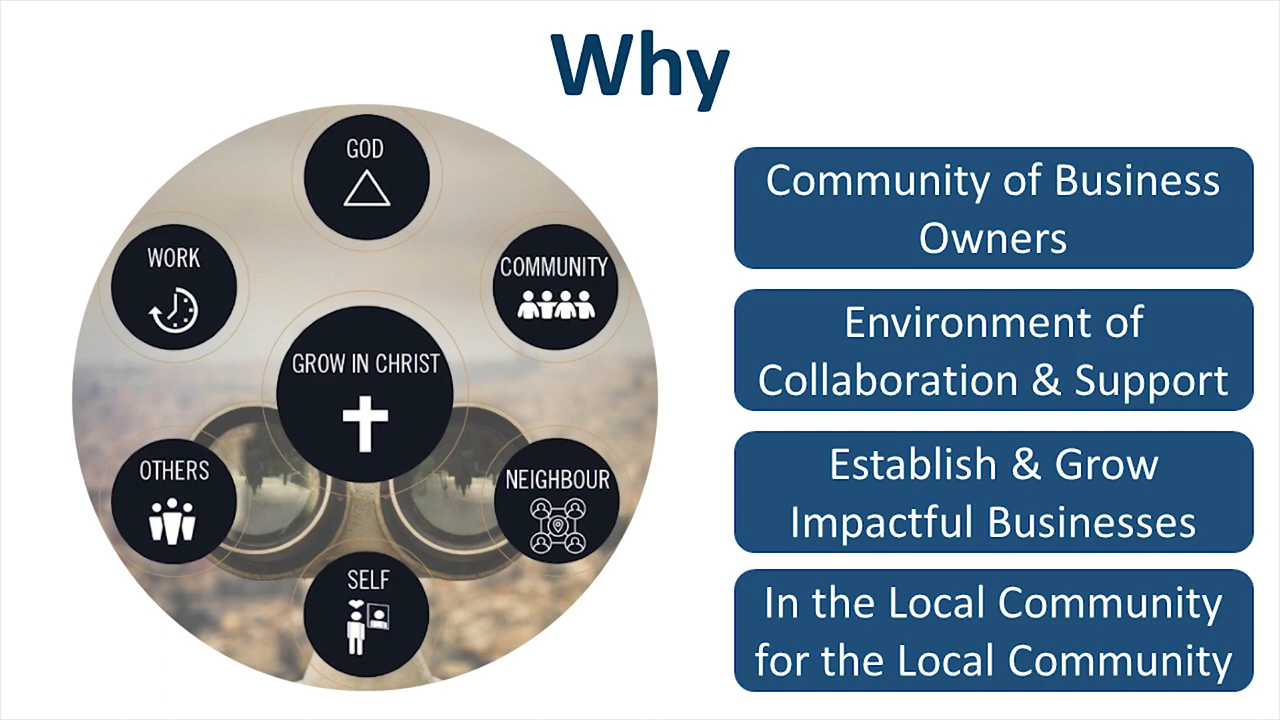 Why
GOD
WORK
COMMUNITY
GROW IN CHRIST
OTHERS
NEIGHBOUR
SELF
Community of Business
Owners
Environment of
Collaboration & Support
Establish & Grow
Impactful Businesses
In the Local Community
for the Local Community